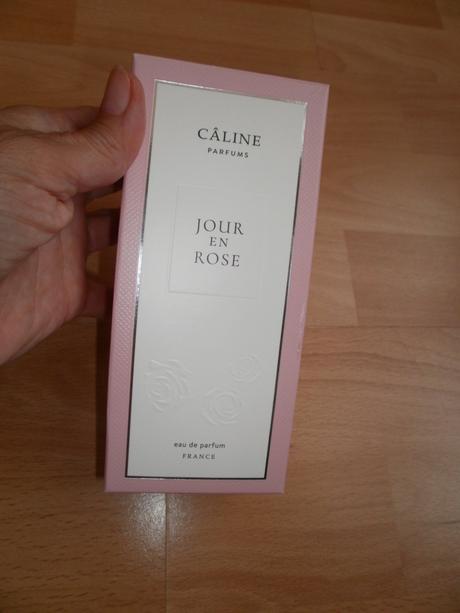 CÂLINE
PARFUMS
JOUR
EN
ROSE
eau de parfum
FRANCE